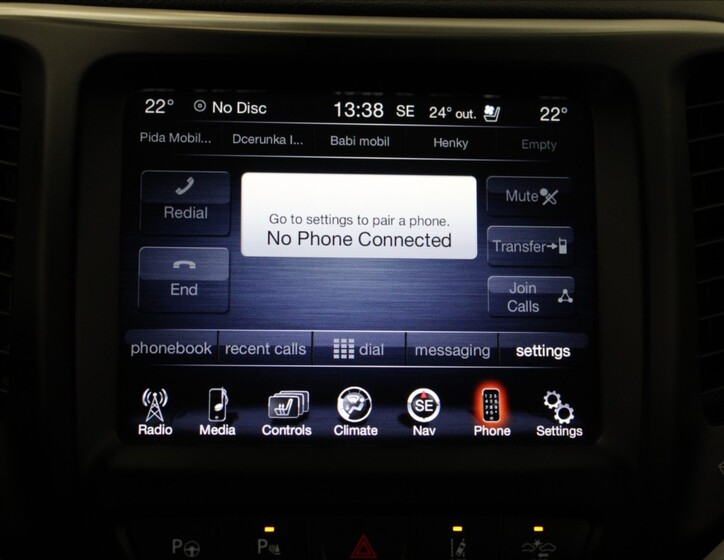 22° No Disc 13:38 SE 24° out. 22°
Pida Mobil... Dcerunka I... Babi mobil Henky Empty
Redial
Go to settings to pair a phone.
No Phone Connected
Mute
Transfer
End
Join
Calls
phonebook recent calls dial messaging settings
SE
Radio Media Controls Climate Nav Phone Settings
P P